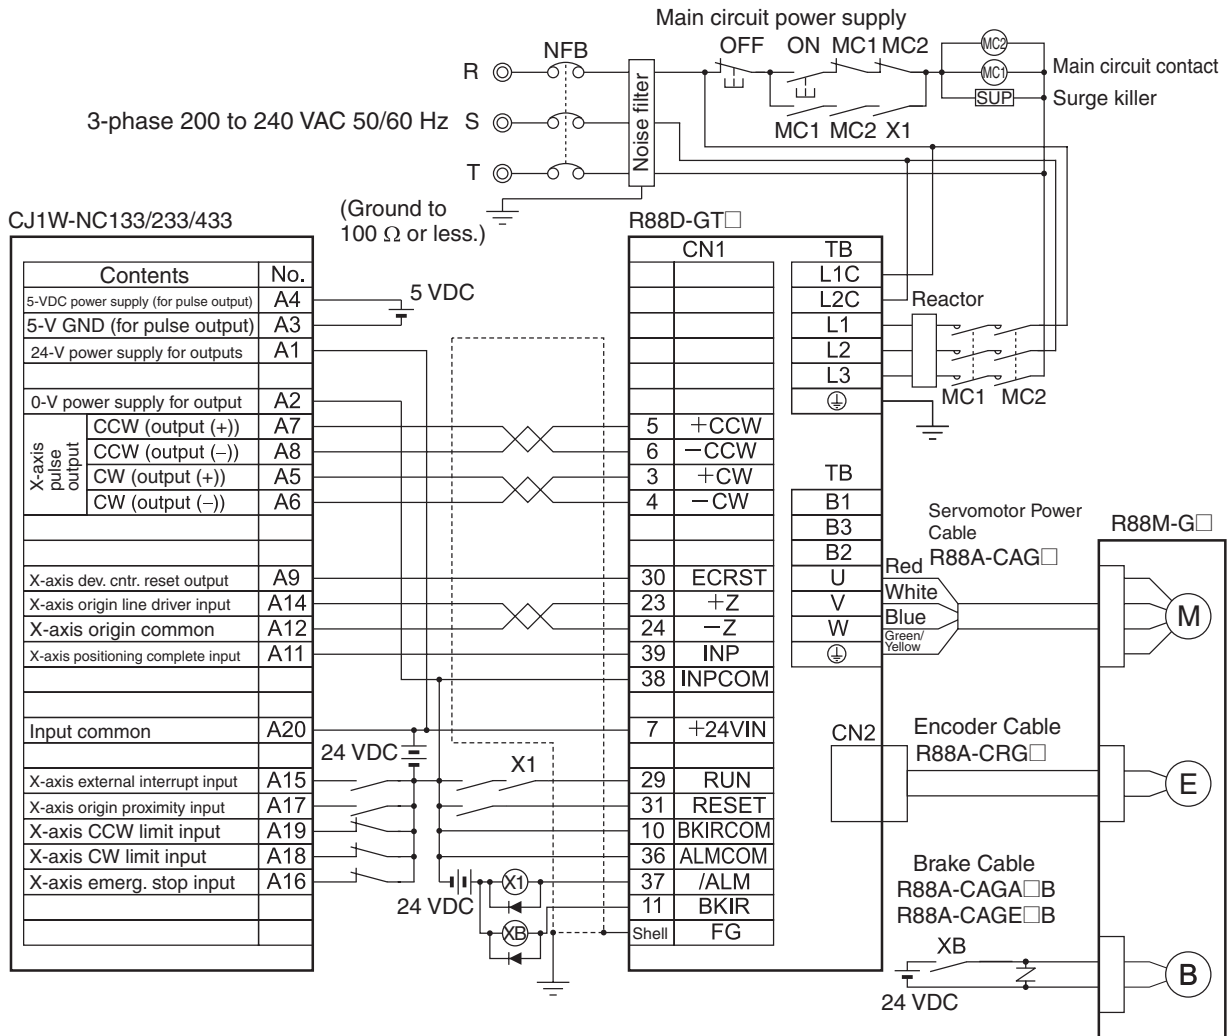 Main circuit power supply
NFB
OFF ON MC1 MC2
MC2
R
MC1
Main circuit contact
SUP
Surge killer
3-phase 200 to 240 VAC 50/60 Hz S
Noise filter
MC1 MC2 X1
T
CJ1W-NC133/233/433
(Ground to
100 Ω or less.)
R88D-GT□
CN1 TB
Contents No.
L1C
5-VDC power supply (for pulse output) A4
5 VDC
L2C
Reactor
5-V GND (for pulse output) A3
L1
24-V power supply for outputs A1
L2
L3
MC1 MC2
0-V power supply for output A2
X-axis pulse output
CCW (output (+)) A7
5 +CCW
CCW (output (−)) A8
6 −CCW
CW (output (+)) A5
3 +CW
TB
CW (output (−)) A6
4 −CW
B1
B3
B2
Servomotor Power
Cable
R88A-CAG□
R88M-G□
X-axis dev. cntr. reset output A9
30 ECRST
U
Red
X-axis origin line driver input A14
23 +Z
V
White
M
X-axis origin common A12
24 −Z
W
Blue
X-axis positioning complete input A11
39 INP
Green/
Yellow
38 INPCOM
Input common A20
7 +24VIN
CN2
Encoder Cable
R88A-CRG□
24 VDC
X1
X-axis external interrupt input A15
29 RUN
E
X-axis origin proximity input A17
31 RESET
X-axis CCW limit input A19
10 BKIRCOM
X-axis CW limit input A18
36 ALMCOM
X-axis emerg. stop input A16
X1
37 /ALM
24 VDC
11 BKIR
XB
Shell FG
Brake Cable
R88A-CAGA□B
R88A-CAGE□B
XB
B
24 VDC